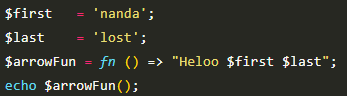 $first   = 'nanda';
$last    = 'lost';
$arrowFun = fn () => "Heloo $first $last";
echo $arrowFun();